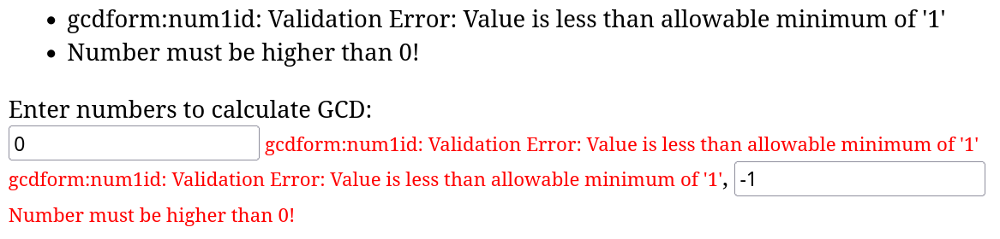 • gcdform:num1id: Validation Error: Value is less than allowable minimum of '1'
• Number must be higher than 0!
Enter numbers to calculate GCD:
0 gcdform:num1id: Validation Error: Value is less than allowable minimum of '1'
gcdform:num1id: Validation Error: Value is less than allowable minimum of '1', -1
Number must be higher than 0!